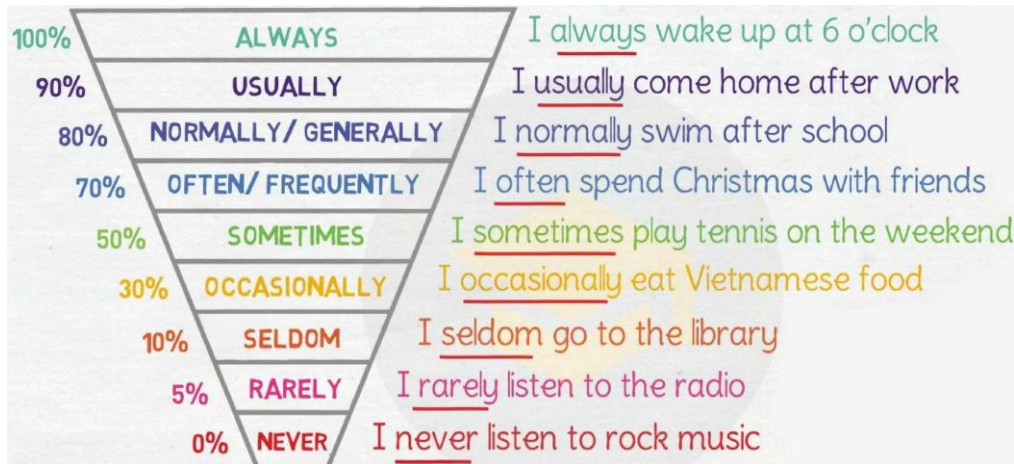 100% ALWAYS I always wake up at 6 o'clock
90% USUALLY I usually come home after work
80% NORMALLY/ GENERALLY I normally swim after school
70% OFTEN/ FREQUENTLY I often spend Christmas with friends
50% SOMETIMES I sometimes play tennis on the weekend
30% OCCASIONALLY I occasionally eat Vietnamese food
10% SELDOM I seldom go to the library
5% RARELY I rarely listen to the radio
0% NEVER I never listen to rock music